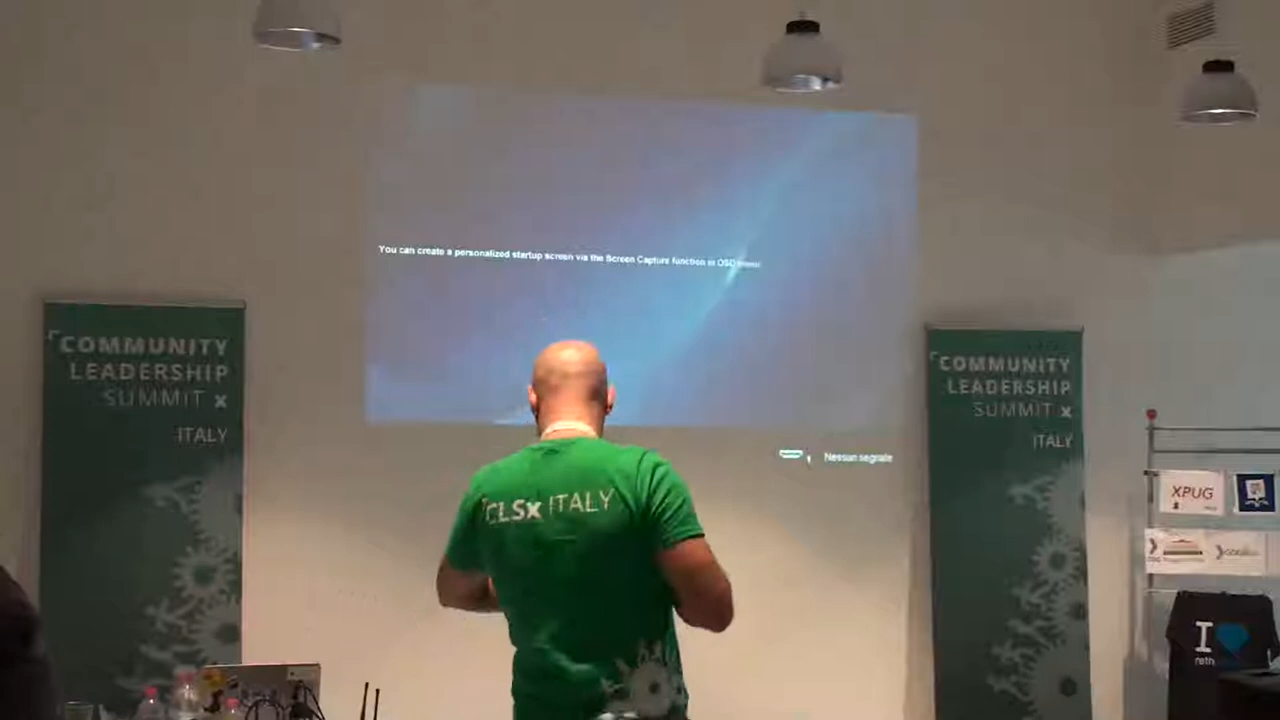 You can create a personalized startup screen via the Screen Capture function in OSD
COMMUNITY
LEADERSHIP
SUMMIT x
ITALY
COMMUNITY
LEADERSHIP
SUMMIT x
ITALY
Nessun segnale
CLSx ITALY
XPUG
I
reth